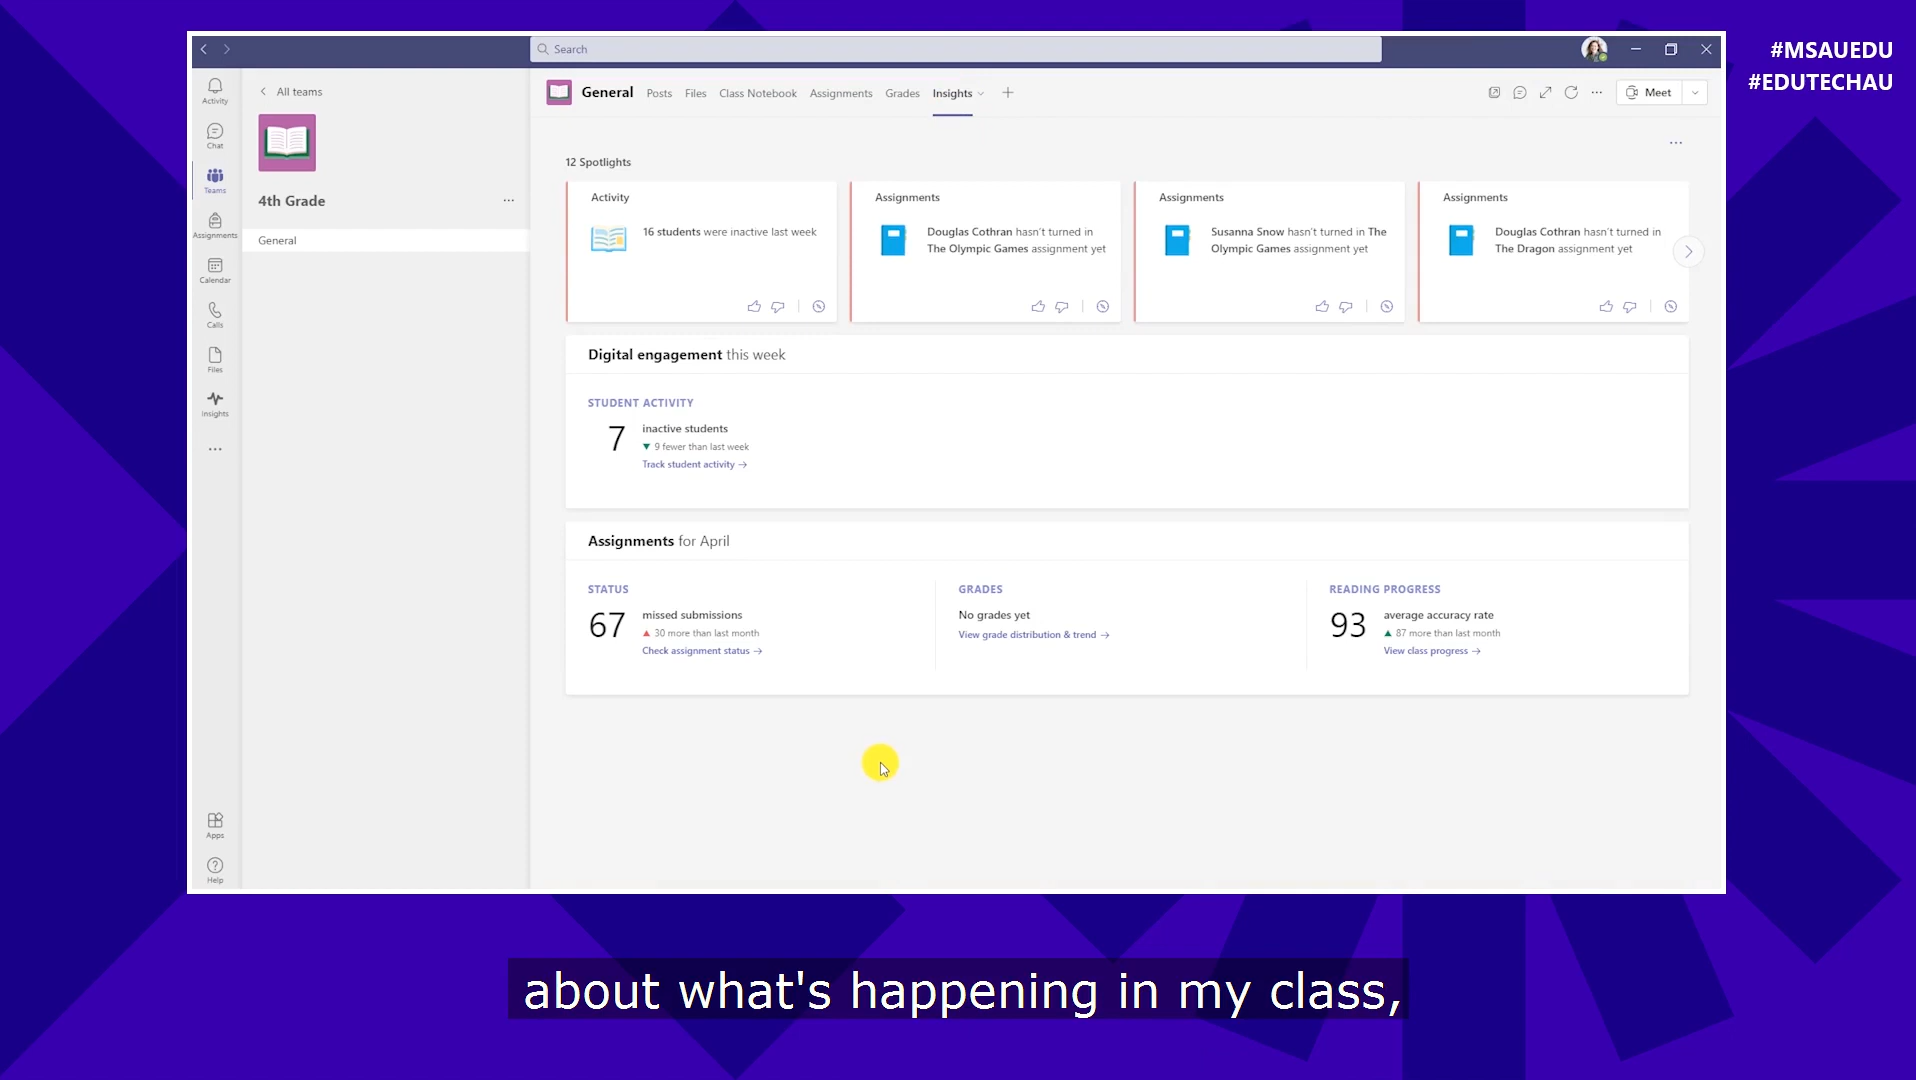 #MSAUEDU
#EDUTECHAU
Search
Activity
Chat
Teams
Assignments
Calendar
Calls
Files
Insights
Apps
Help
All teams
4th Grade
General
General Posts Files Class Notebook Assignments Grades Insights
Meet
12 Spotlights
Activity
16 students were inactive last week
Assignments
Douglas Cothran hasn't turned in
The Olympic Games assignment yet
Assignments
Susanna Snow hasn't turned in The
Olympic Games assignment yet
Assignments
Douglas Cothran hasn't turned in
The Dragon assignment yet
Digital engagement this week
STUDENT ACTIVITY
7
inactive students
9 fewer than last week
Track student activity
Assignments for April
STATUS
67
missed submissions
30 more than last month
Check assignment status
GRADES
No grades yet
View grade distribution & trend
READING PROGRESS
93
average accuracy rate
87 more than last month
View class progress
about what's happening in my class,